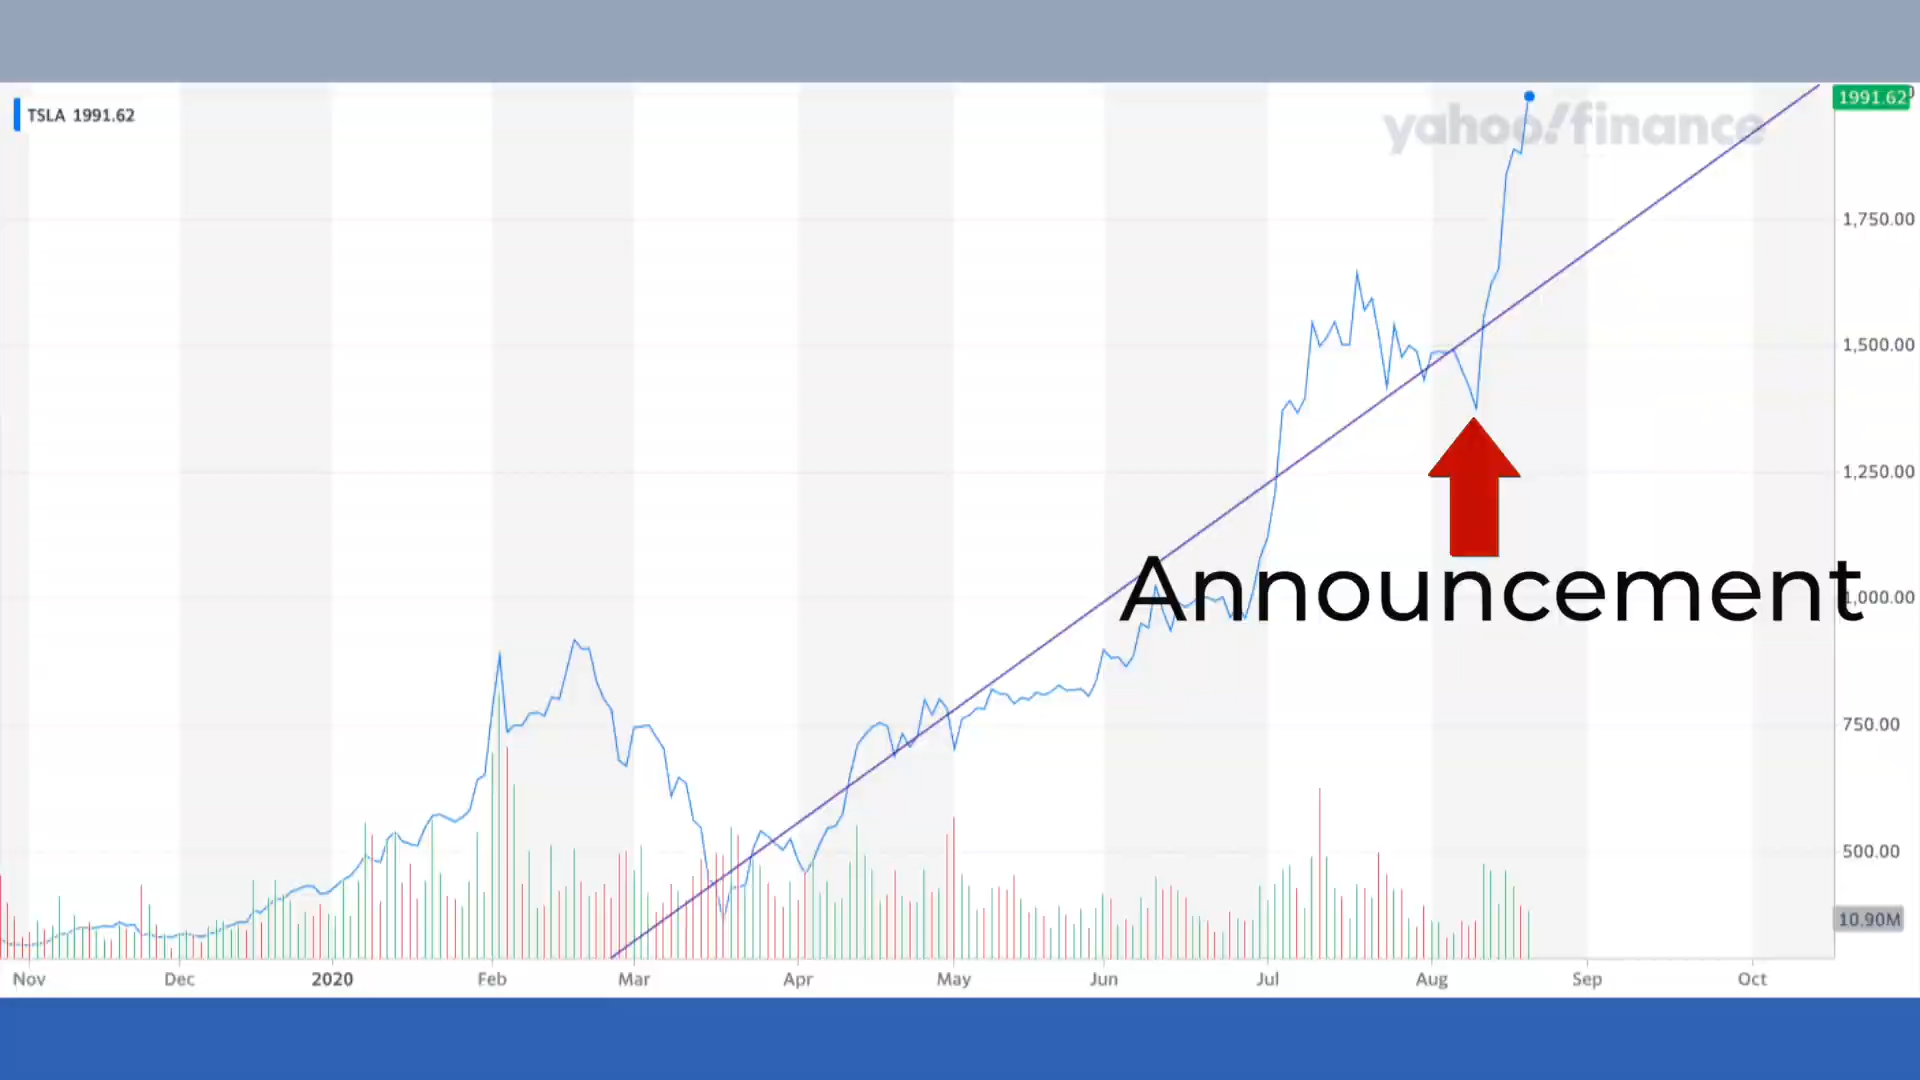 TSLA 1991.62
yahoo!finance
1991.62
1,750.00
1,500.00
1,250.00
Announcement
1,000.00
750.00
500.00
10.90M
Nov Dec 2020 Feb Mar Apr May Jun Jul Aug Sep Oct